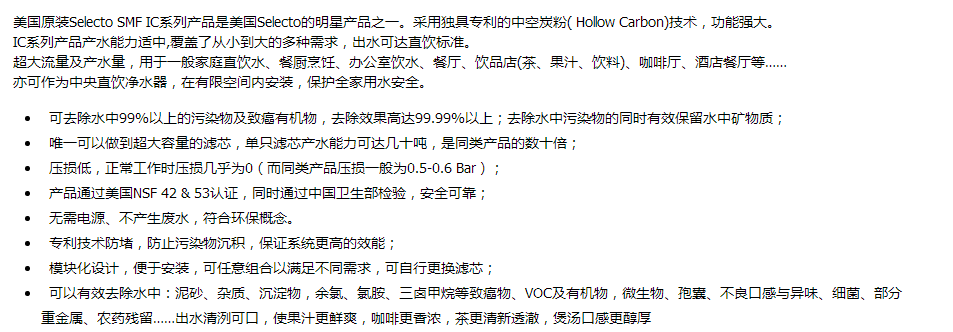 美国原装Selecto SMF IC系列产品是美国Selecto的明星产品之一。采用独具专利的中空炭粉( Hollow Carbon)技术，功能强大。
IC系列产品产水能力适中,覆盖了从小到大的多种需求，出水可达直饮标准。
超大流量及产水量，用于一般家庭直饮水、餐厨烹饪、办公室饮水、餐厅、饮品店(茶、果汁、饮料)、咖啡厅、酒店餐厅等......
亦可作为中央直饮净水器，在有限空间内安装，保护全家用水安全。
• 可去除水中99%以上的污染物及致癌有机物，去除效果高达99.99%以上；去除水中污染物的同时有效保留水中矿物质；
• 唯一可以做到超大容量的滤芯，单只滤芯产水能力可达几十吨，是同类产品的数十倍；
• 压损低，正常工作时压损几乎为0（而同类产品压损一般为0.5-0.6 Bar）；
• 产品通过美国NSF 42 & 53认证，同时通过中国卫生部检验，安全可靠；
• 无需电源、不产生废水，符合环保概念。
• 专利技术防堵，防止污染物沉积，保证系统更高的效能；
• 模块化设计，便于安装，可任意组合以满足不同需求，可自行更换滤芯；
• 可以有效去除水中：泥砂、杂质、沉淀物，余氯、氯胺、三卤甲烷等致癌物、VOC及有机物，微生物、孢囊、不良口感与异味、细菌、部分
重金属、农药残留......出水清洌可口，使果汁更鲜爽，咖啡更香浓，茶更清新透澈，煲汤口感更醇厚